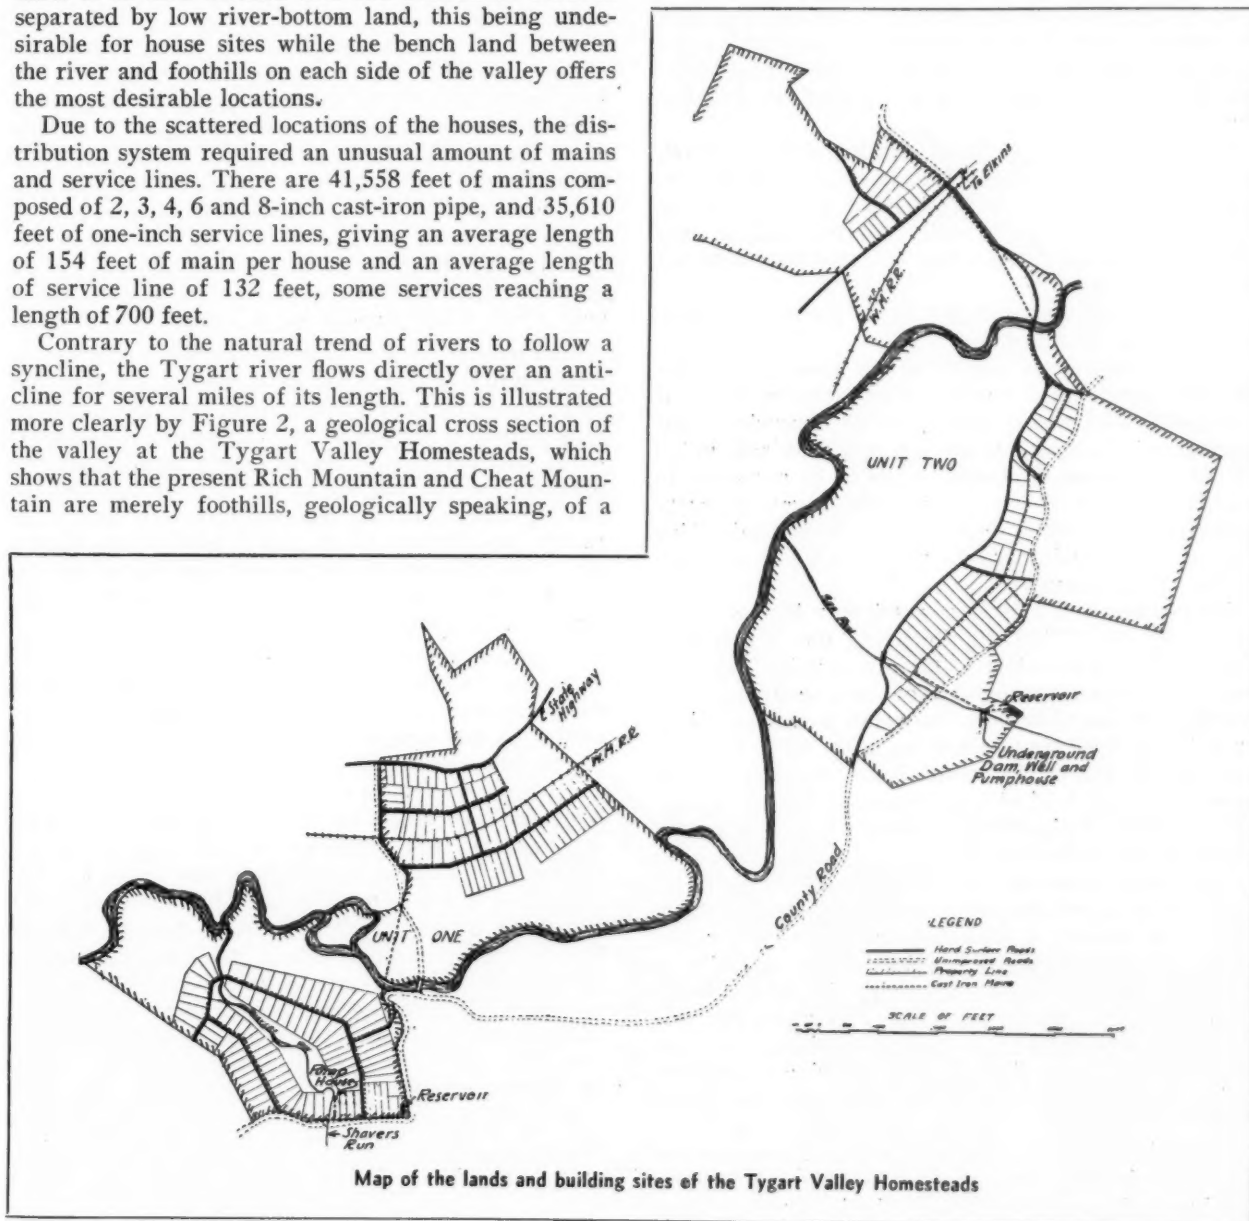 separated by low river-bottom land, this being unde-
sirable for house sites while the bench land between
the river and foothills on each side of the valley offers
the most desirable locations.
Due to the scattered locations of the houses, the dis-
tribution system required an unusual amount of mains
and service lines. There are 41,558 feet of mains com-
posed of 2, 3, 4, 6 and 8-inch cast-iron pipe, and 35,610
feet of one-inch service lines, giving an average length
of 154 feet of main per house and an average length
of service line of 132 feet, some services reaching a
length of 700 feet.
Contrary to the natural trend of rivers to follow a
syncline, the Tygart river flows directly over an anti-
cline for several miles of its length. This is illustrated
more clearly by Figure 2, a geological cross section of
the valley at the Tygart Valley Homesteads, which
shows that the present Rich Mountain and Cheat Moun-
tain are merely foothills, geologically speaking, of a
To Elkins
W.M.R.R.
UNIT TWO
Reservoir
Underground
Dam, Well and
Pumphouse
State
Highway
W.M.R.R.
County Road
UNIT ONE
LEGEND
Hard Surface Roads
Unimproved Roads
Property Line
Cast Iron Mains
SCALE OF FEET
Pump
House
Reservoir
Shavers
Run
Map of the lands and building sites of the Tygart Valley Homesteads